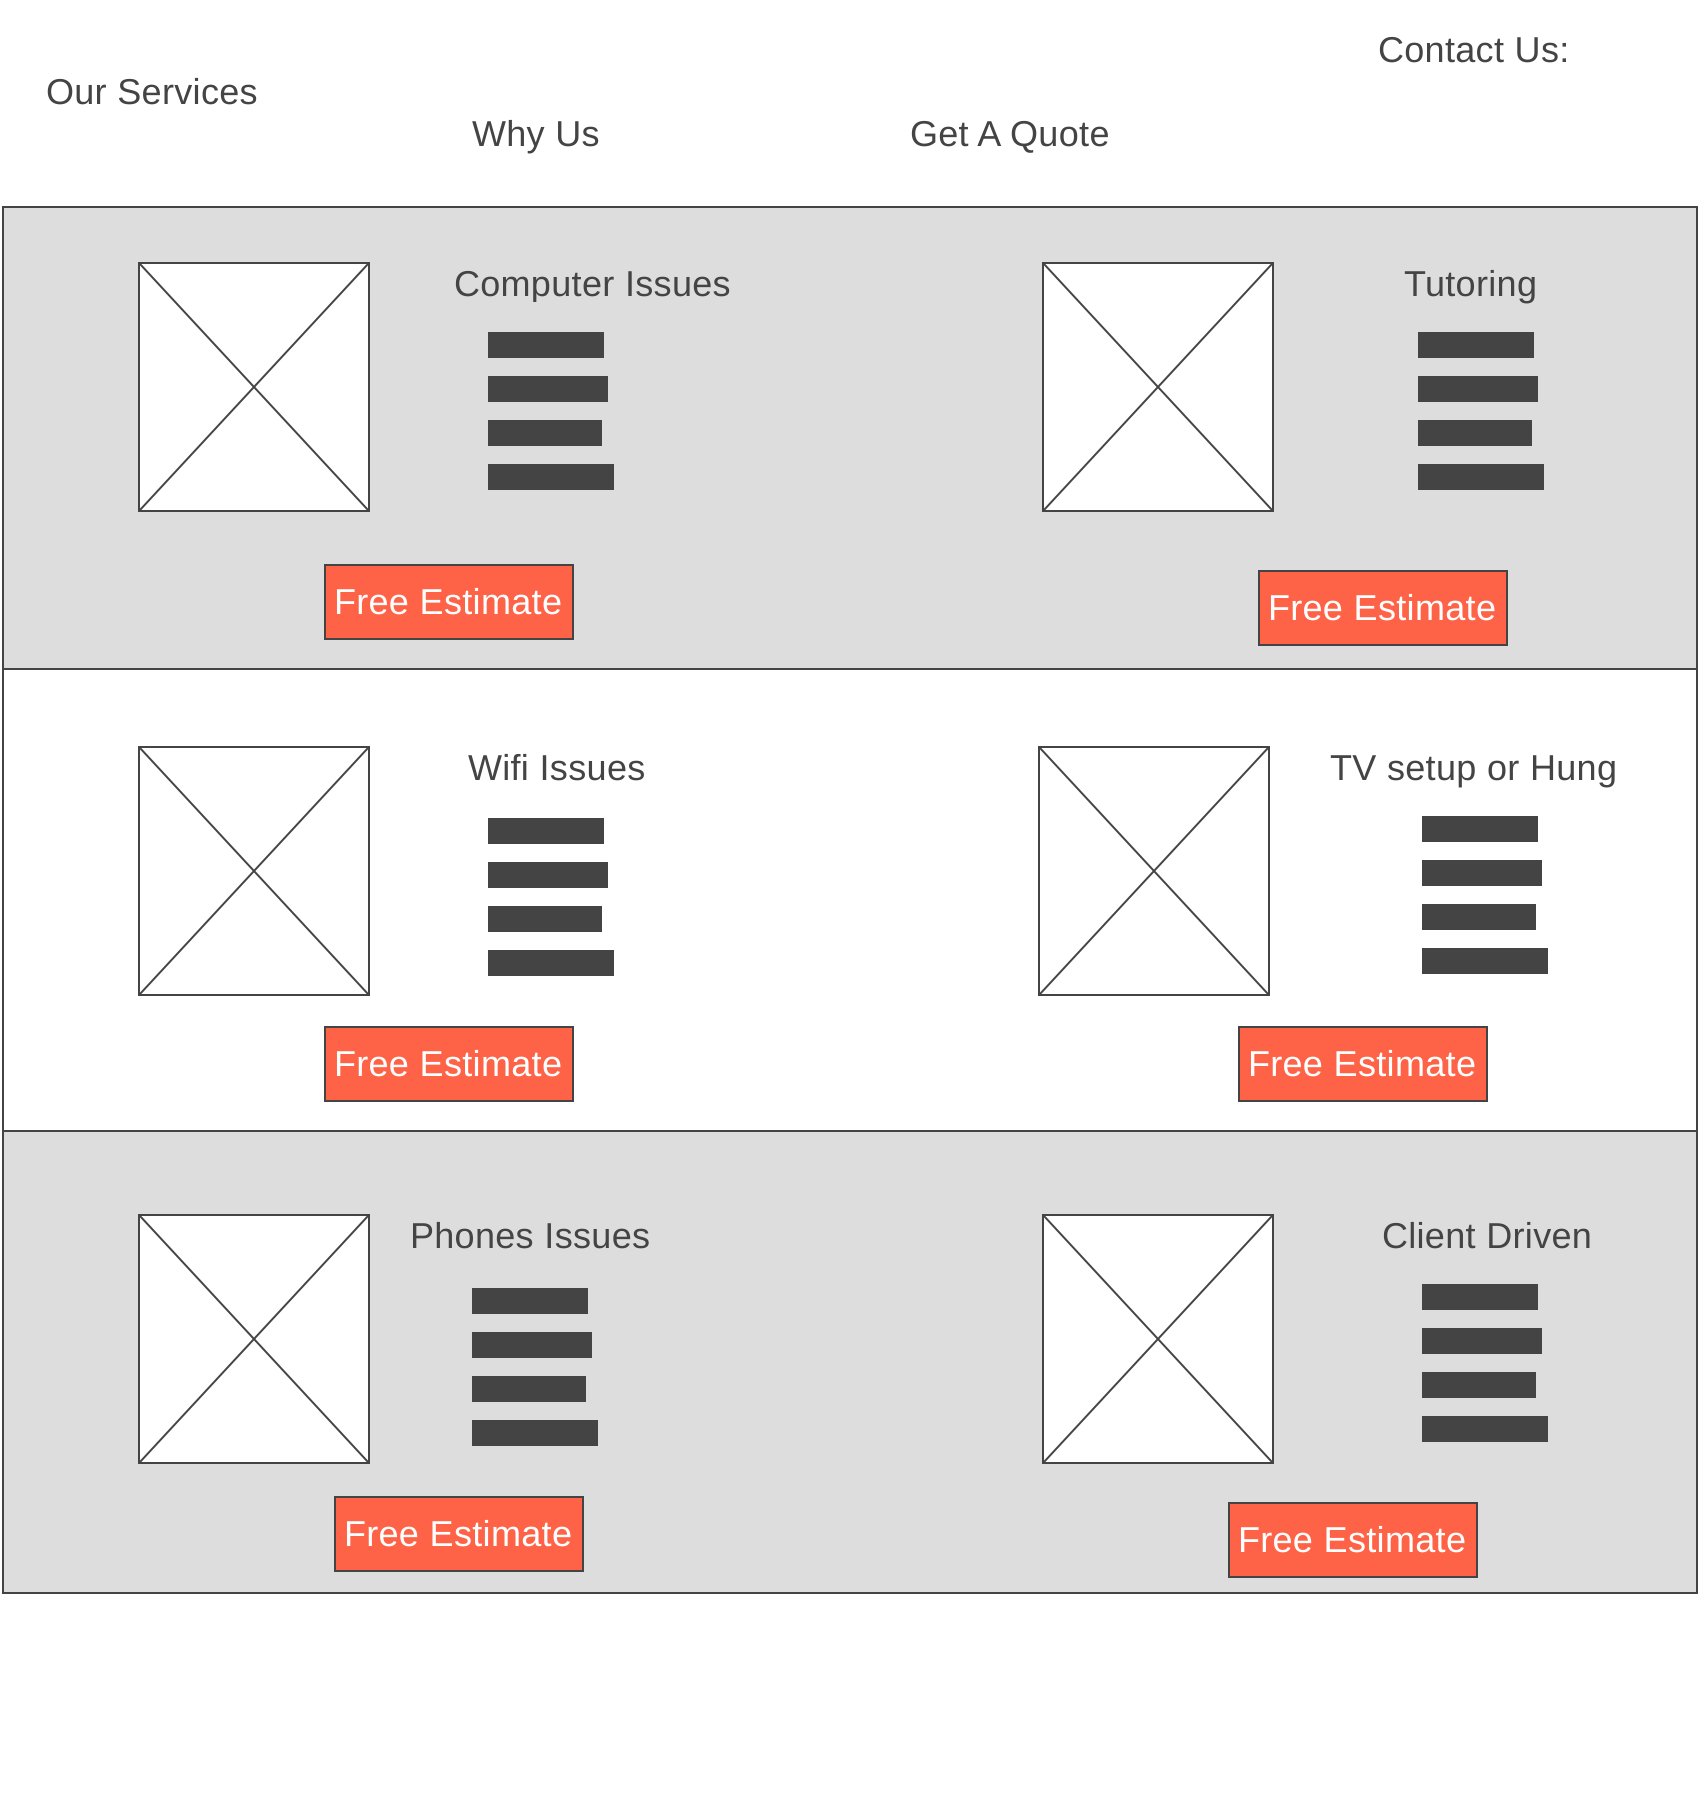 Contact Us:
Our Services
Why Us
Get A Quote
Computer Issues
Tutoring
Free Estimate
Free Estimate
Wifi Issues
TV setup or Hung
Free Estimate
Free Estimate
Phones Issues
Client Driven
Free Estimate
Free Estimate